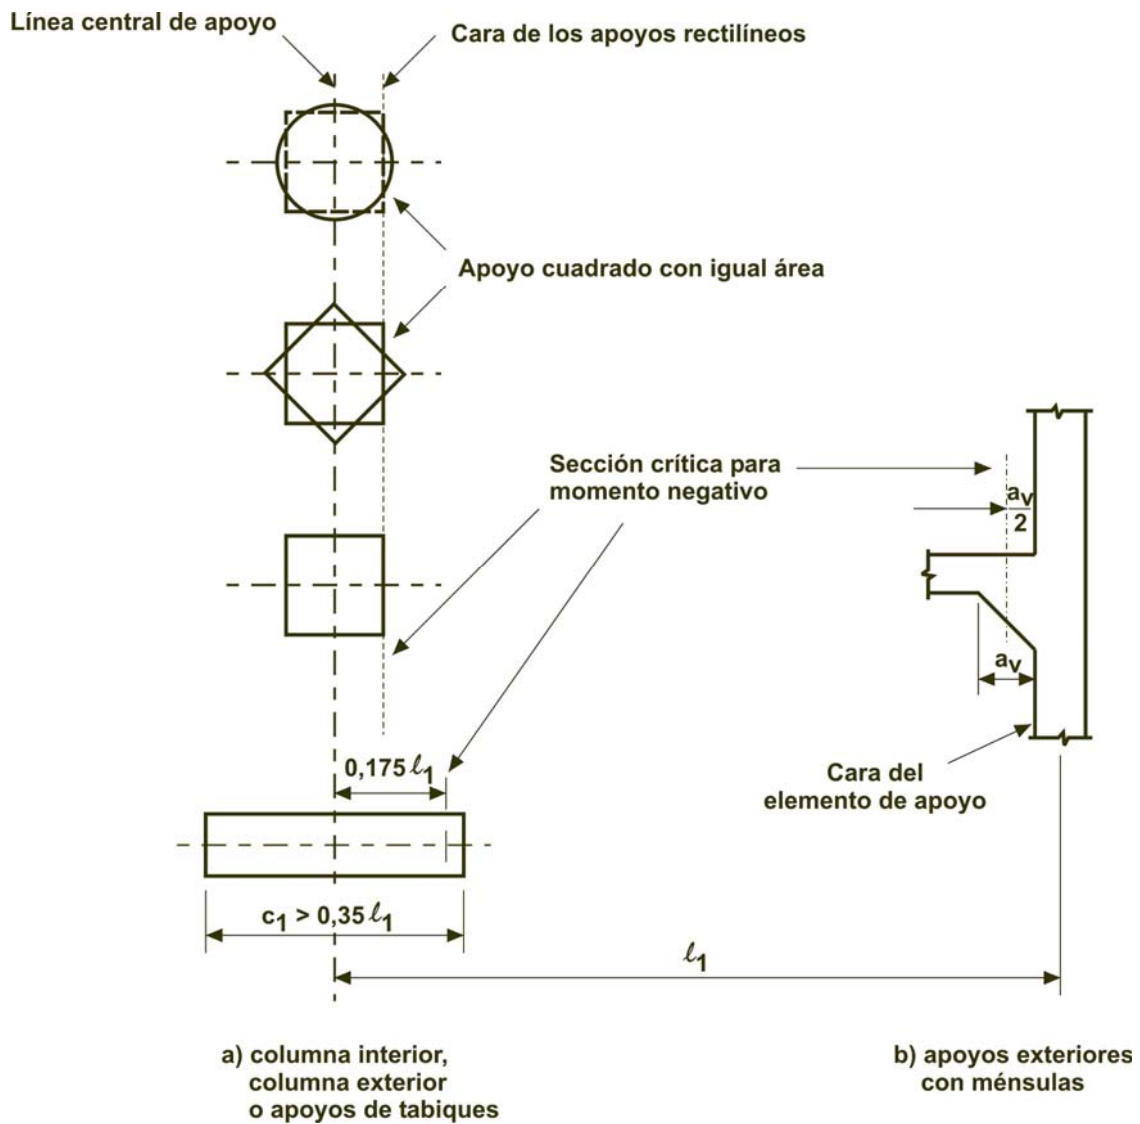 Línea central de apoyo
Cara de los apoyos rectilíneos
Apoyo cuadrado con igual área
Sección crítica para
momento negativo
av
2
av
0,175 ℓ1
Cara del
elemento de apoyo
c1 > 0,35 ℓ1
ℓ1
a) columna interior,
columna exterior
o apoyos de tabiques
b) apoyos exteriores
con ménsulas